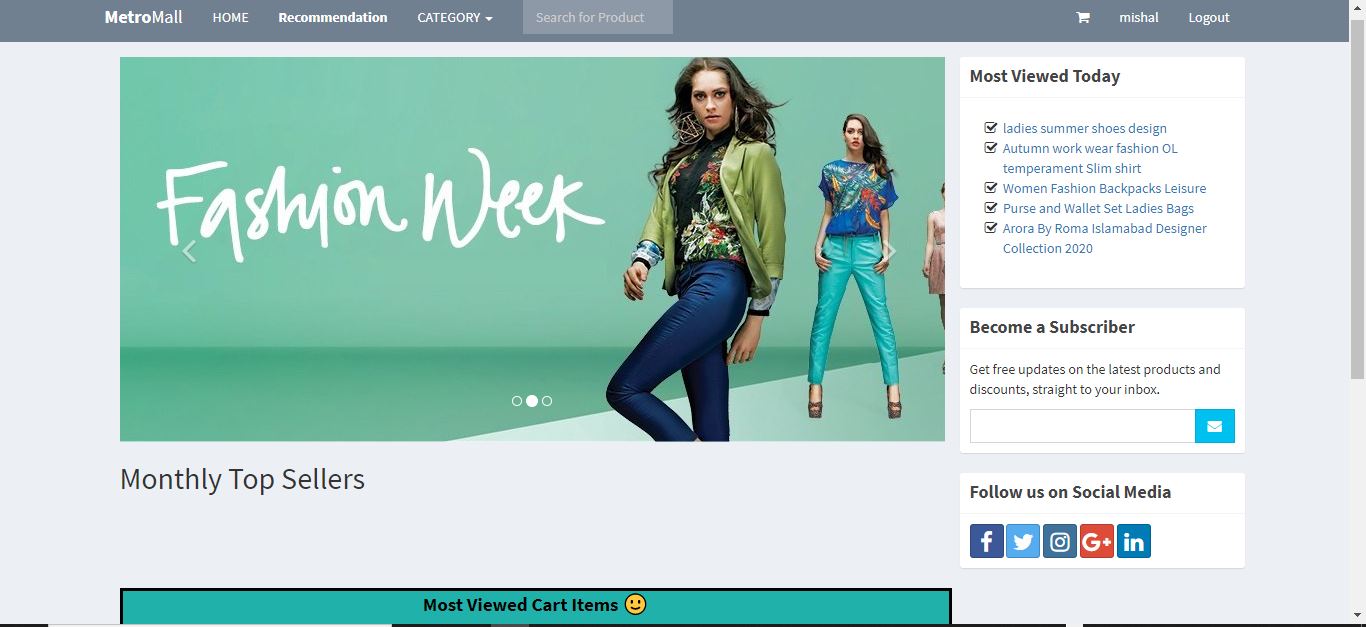 MetroMall HOME Recommendation CATEGORY Search for Product mishal Logout
Fashion Week
Monthly Top Sellers
Most Viewed Cart Items 🙂
Most Viewed Today
ladies summer shoes design
Autumn work wear fashion OL
temperament Slim shirt
Women Fashion Backpacks Leisure
Purse and Wallet Set Ladies Bags
Arora By Roma Islamabad Designer
Collection 2020
Become a Subscriber
Get free updates on the latest products and
discounts, straight to your inbox.
Follow us on Social Media
f G+ in